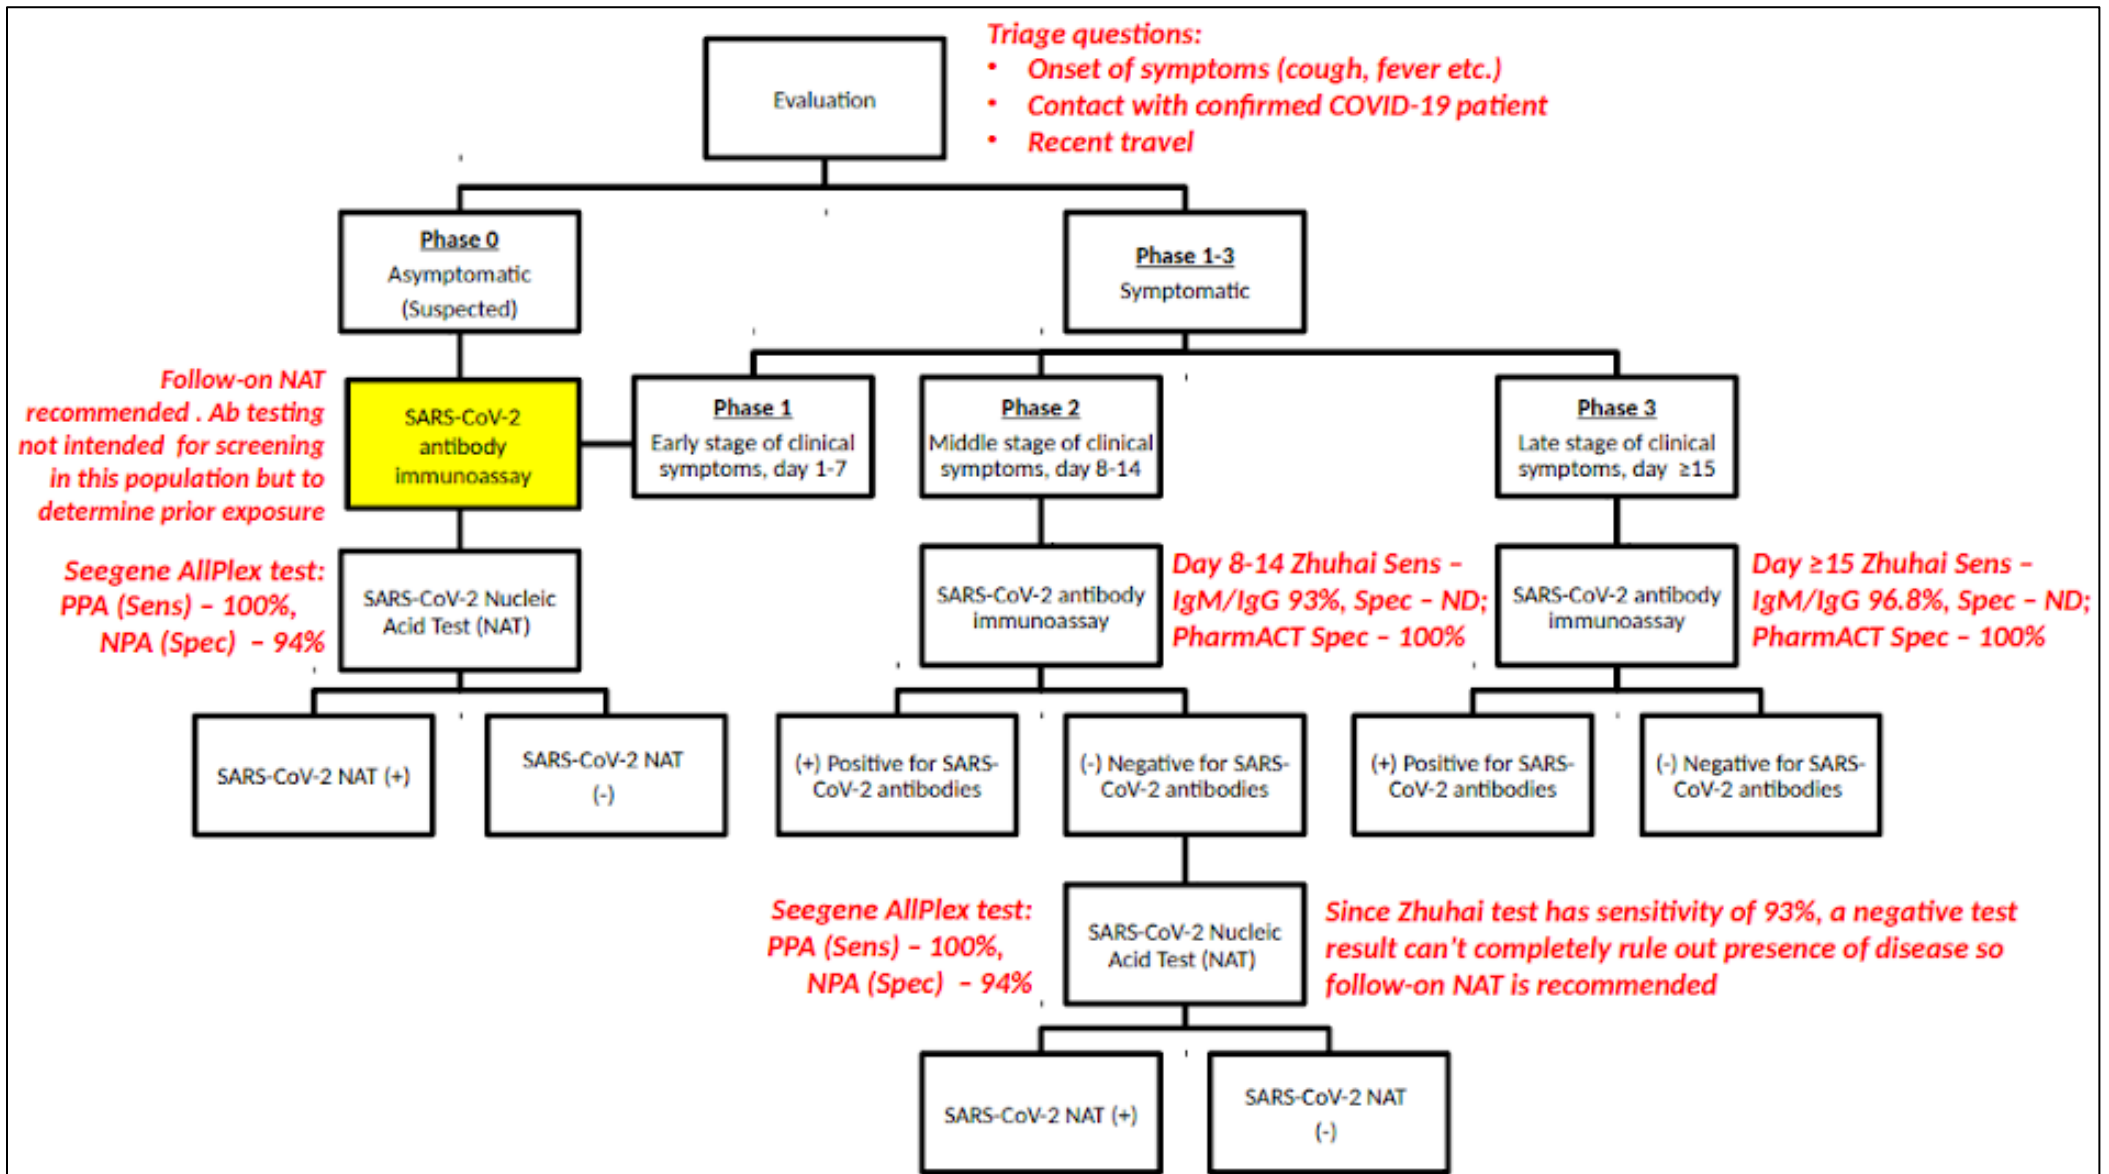 Evaluation
Triage questions:
• Onset of symptoms (cough, fever etc.)
• Contact with confirmed COVID-19 patient
• Recent travel
Phase 0
Asymptomatic
(Suspected)
Phase 1-3
Symptomatic
Follow-on NAT
recommended . Ab testing
not intended for screening
in this population but to
determine prior exposure
SARS-CoV-2
antibody
immunoassay
Phase 1
Early stage of clinical
symptoms, day 1-7
Phase 2
Middle stage of clinical
symptoms, day 8-14
Phase 3
Late stage of clinical
symptoms, day ≥15
Seegene AllPlex test:
PPA (Sens) – 100%,
NPA (Spec) – 94%
SARS-CoV-2 Nucleic
Acid Test (NAT)
SARS-CoV-2 antibody
immunoassay
Day 8-14 Zhuhai Sens –
IgM/IgG 93%, Spec – ND;
PharmACT Spec – 100%
SARS-CoV-2 antibody
immunoassay
Day ≥15 Zhuhai Sens –
IgM/IgG 96.8%, Spec – ND;
PharmACT Spec – 100%
SARS-CoV-2 NAT (+)
SARS-CoV-2 NAT
(-)
(+) Positive for SARS-
CoV-2 antibodies
(-) Negative for SARS-
CoV-2 antibodies
(+) Positive for SARS-
CoV-2 antibodies
(-) Negative for SARS-
CoV-2 antibodies
Seegene AllPlex test:
PPA (Sens) – 100%,
NPA (Spec) – 94%
SARS-CoV-2 Nucleic
Acid Test (NAT)
Since Zhuhai test has sensitivity of 93%, a negative test
result can't completely rule out presence of disease so
follow-on NAT is recommended
SARS-CoV-2 NAT (+)
SARS-CoV-2 NAT
(-)